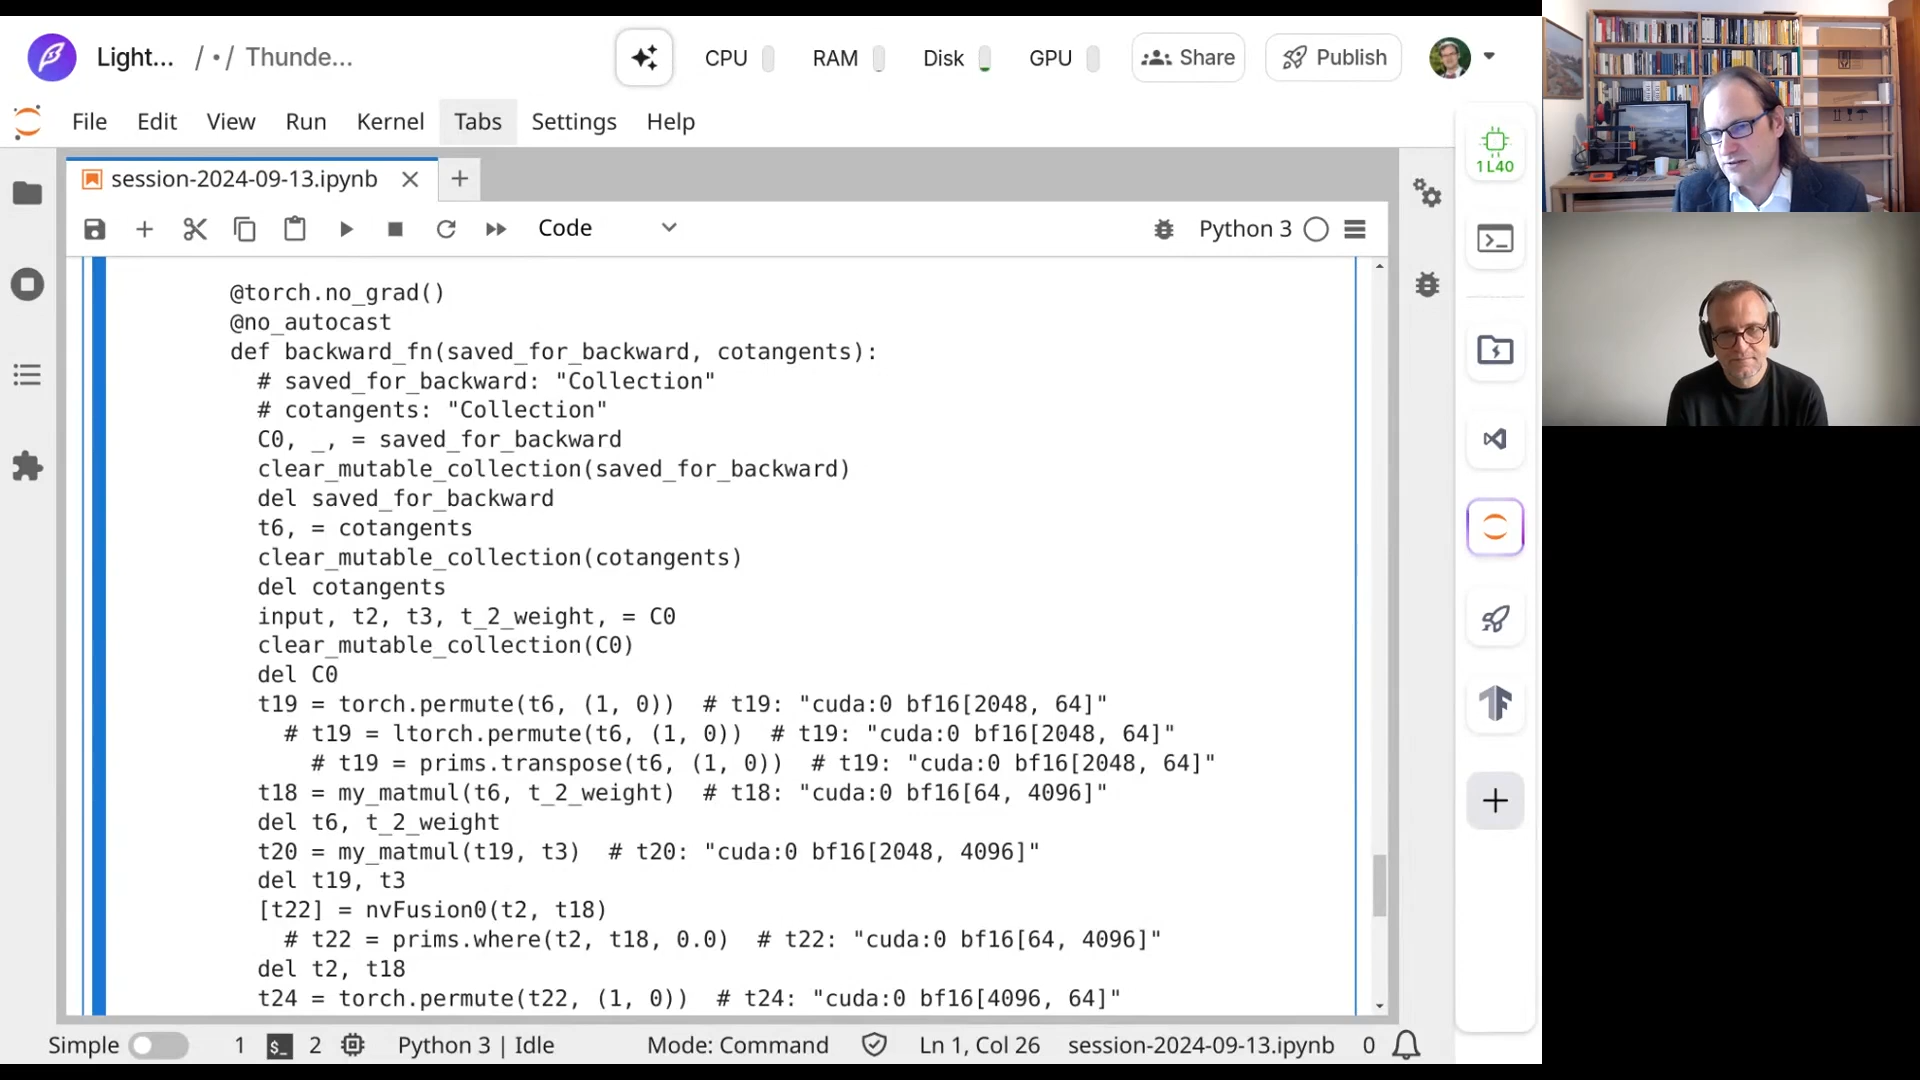 Light... / • / Thunde...
CPU RAM Disk GPU Share Publish
File Edit View Run Kernel Tabs Settings Help
1 L40
session-2024-09-13.ipynb
Code
Python 3
@torch.no_grad()
@no_autocast
def backward_fn(saved_for_backward, cotangents):
# saved_for_backward: "Collection"
# cotangents: "Collection"
C0, _, = saved_for_backward
clear_mutable_collection(saved_for_backward)
del saved_for_backward
t6, = cotangents
clear_mutable_collection(cotangents)
del cotangents
input, t2, t3, t_2_weight, = C0
clear_mutable_collection(C0)
del C0
t19 = torch.permute(t6, (1, 0))  # t19: "cuda:0 bf16[2048, 64]"
# t19 = ltorch.permute(t6, (1, 0))  # t19: "cuda:0 bf16[2048, 64]"
# t19 = prims.transpose(t6, (1, 0))  # t19: "cuda:0 bf16[2048, 64]"
t18 = my_matmul(t6, t_2_weight)  # t18: "cuda:0 bf16[64, 4096]"
del t6, t_2_weight
t20 = my_matmul(t19, t3)  # t20: "cuda:0 bf16[2048, 4096]"
del t19, t3
[t22] = nvFusion0(t2, t18)
# t22 = prims.where(t2, t18, 0.0)  # t22: "cuda:0 bf16[64, 4096]"
del t2, t18
t24 = torch.permute(t22, (1, 0))  # t24: "cuda:0 bf16[4096, 64]"
Simple 1 $_ 2 Python 3 | Idle Mode: Command Ln 1, Col 26 session-2024-09-13.ipynb 0